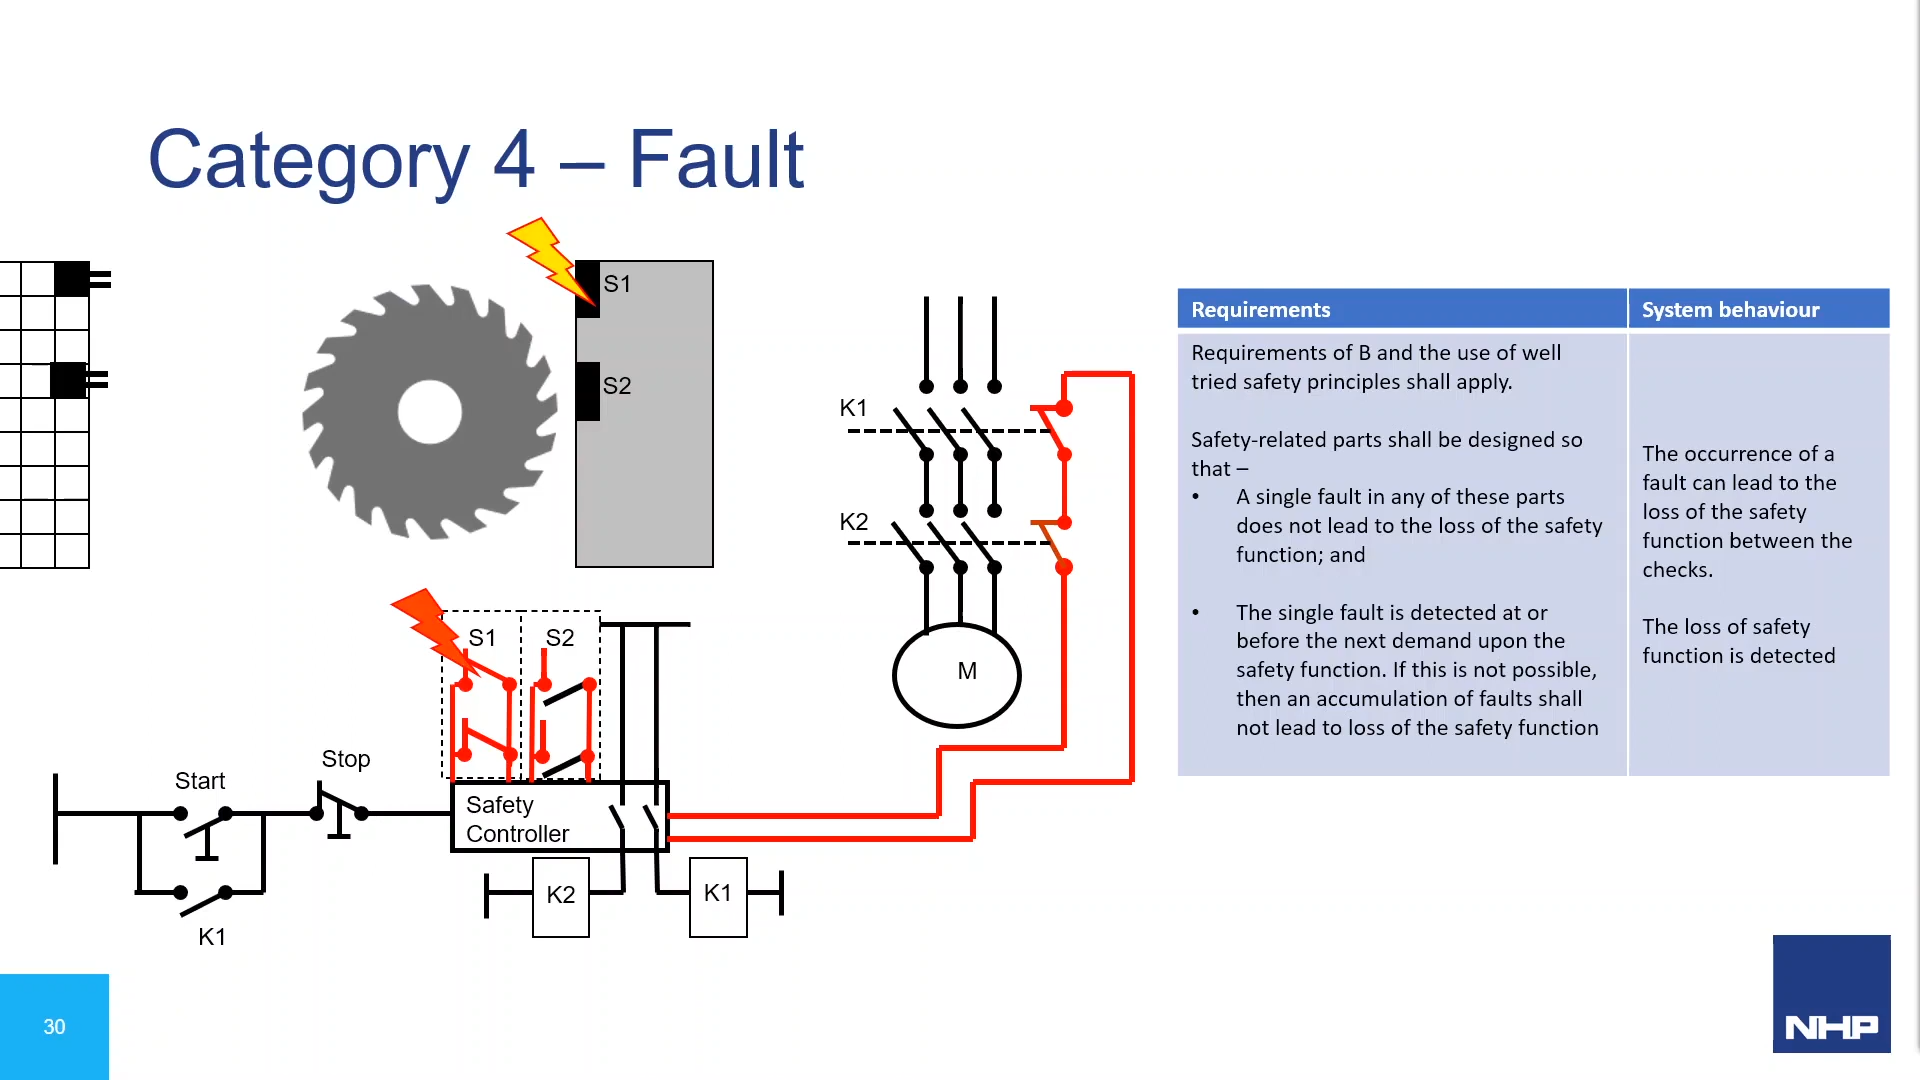 Category 4 – Fault
S1
S2
K1
K2
M
S1
S2
Stop
Start
Safety
Controller
K2
K1
K1
Requirements
System behaviour
Requirements of B and the use of well
tried safety principles shall apply.
Safety-related parts shall be designed so
that –
• A single fault in any of these parts
does not lead to the loss of the safety
function; and
• The single fault is detected at or
before the next demand upon the
safety function. If this is not possible,
then an accumulation of faults shall
not lead to loss of the safety function
The occurrence of a
fault can lead to the
loss of the safety
function between the
checks.
The loss of safety
function is detected
30
NHP